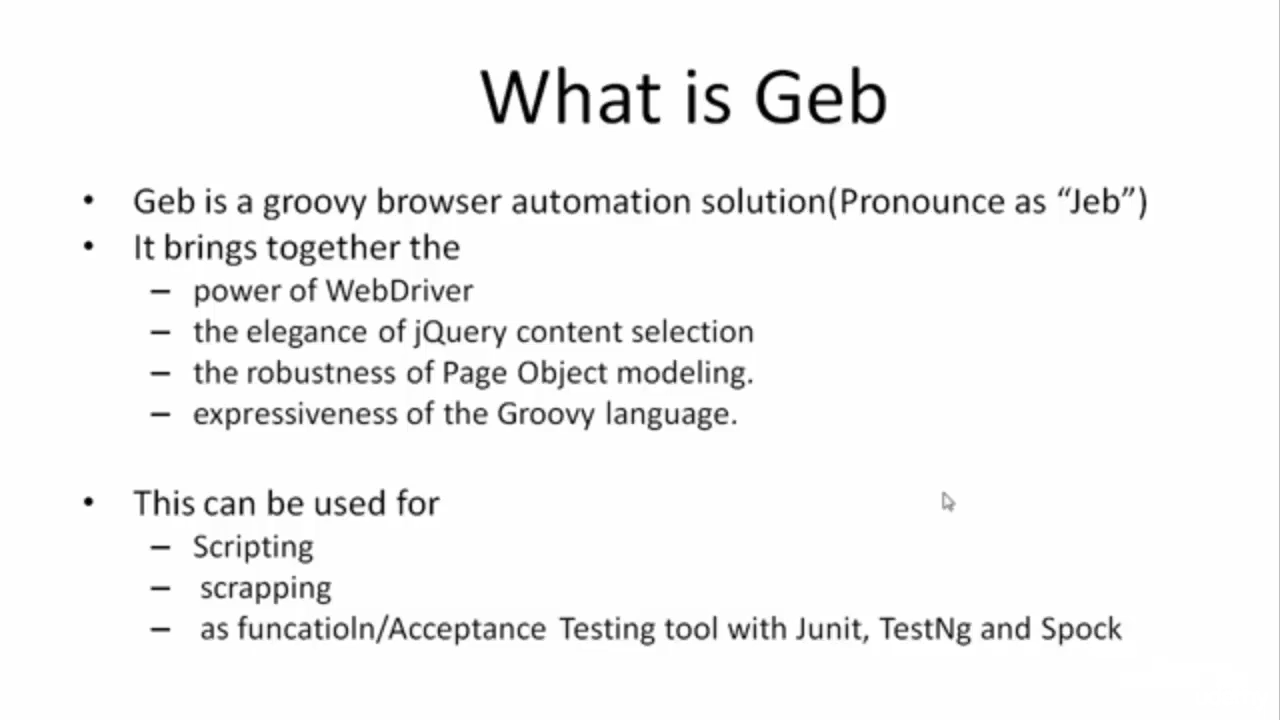 What is Geb
• Geb is a groovy browser automation solution(Pronounce as “Jeb”)
• It brings together the
– power of WebDriver
– the elegance of jQuery content selection
– the robustness of Page Object modeling.
– expressiveness of the Groovy language.
• This can be used for
– Scripting
– scrapping
– as funcatioln/Acceptance Testing tool with Junit, TestNg and Spock